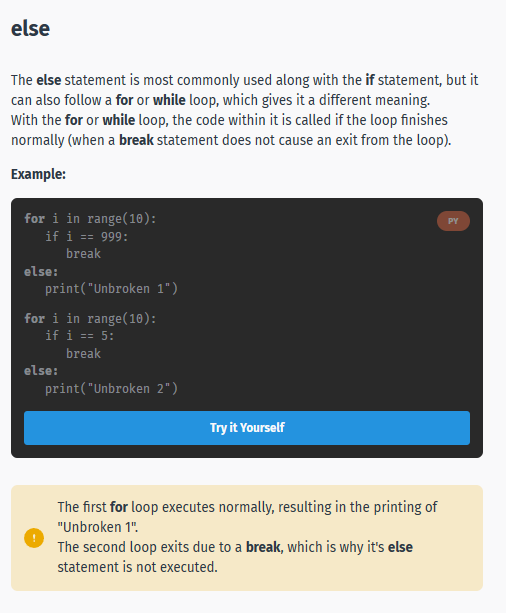 else
The else statement is most commonly used along with the if statement, but it
can also follow a for or while loop, which gives it a different meaning.
With the for or while loop, the code within it is called if the loop finishes
normally (when a break statement does not cause an exit from the loop).
Example:
PY
for i in range(10):
   if i == 999:
      break
else:
   print("Unbroken 1")
for i in range(10):
   if i == 5:
      break
else:
   print("Unbroken 2")
Try it Yourself
!
The first for loop executes normally, resulting in the printing of
"Unbroken 1".
The second loop exits due to a break, which is why it's else
statement is not executed.